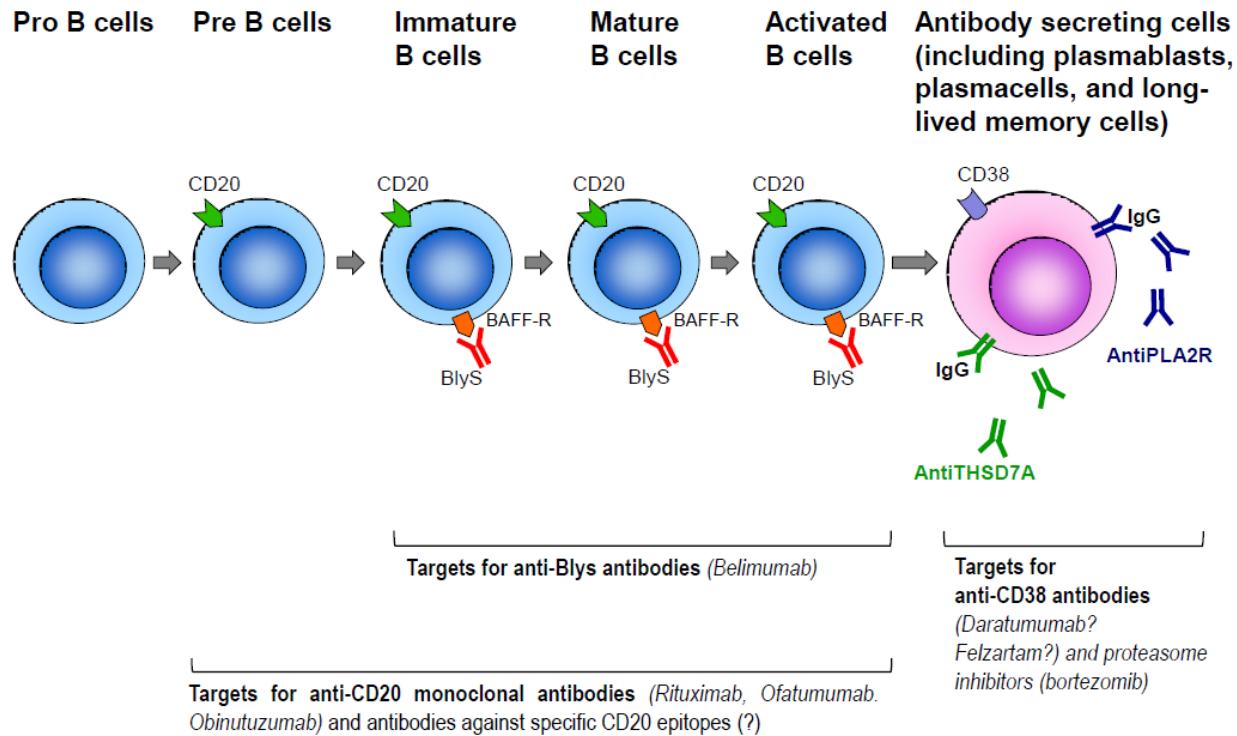 Pro B cells
Pre B cells
Immature
B cells
Mature
B cells
Activated
B cells
Antibody secreting cells
(including plasmablasts,
plasmacells, and long-
lived memory cells)
CD20
CD20
CD20
CD20
CD38
IgG
BAFF-R
BAFF-R
BAFF-R
BlyS
BlyS
BlyS
IgG
AntiPLA2R
AntiTHSD7A
Targets for anti-Blys antibodies (Belimumab)
Targets for
anti-CD38 antibodies
(Daratumumab?
Felzartam?) and proteasome
inhibitors (bortezomib)
Targets for anti-CD20 monoclonal antibodies (Rituximab, Ofatumumab.
Obinutuzumab) and antibodies against specific CD20 epitopes (?)